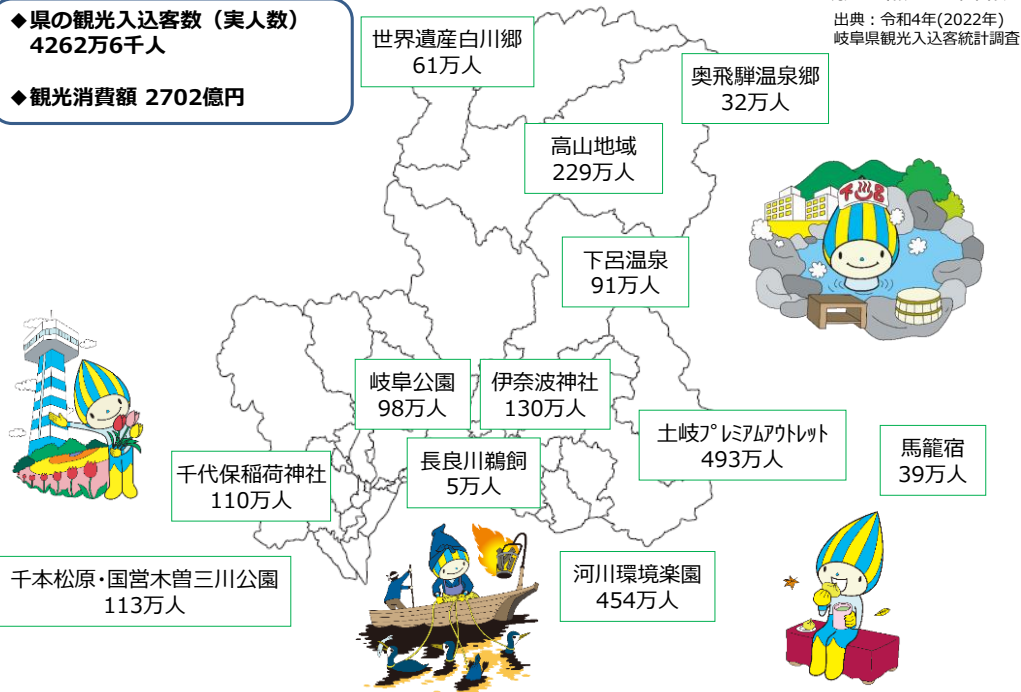 ◆県の観光入込客数（実人数）
4262万6千人
◆観光消費額 2702億円
出典：令和4年(2022年)
岐阜県観光入込客統計調査
世界遺産白川郷
61万人
奥飛騨温泉郷
32万人
高山地域
229万人
下呂
下呂温泉
91万人
岐阜公園
98万人
伊奈波神社
130万人
土岐ﾌﾟﾚﾐｱﾑｱｳﾄﾚｯﾄ
493万人
馬籠宿
39万人
千代保稲荷神社
110万人
長良川鵜飼
5万人
千本松原・国営木曽三川公園
113万人
河川環境楽園
454万人